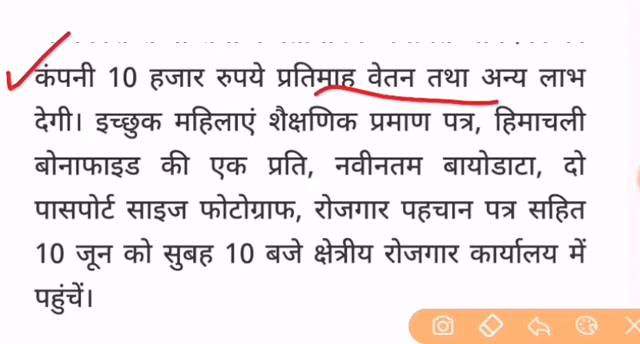 कंपनी 10 हजार रुपये प्रतिमाह वेतन तथा अन्य लाभ
देगी। इच्छुक महिलाएं शैक्षणिक प्रमाण पत्र, हिमाचली
बोनाफाइड की एक प्रति, नवीनतम बायोडाटा, दो
पासपोर्ट साइज फोटोग्राफ, रोजगार पहचान पत्र सहित
10 जून को सुबह 10 बजे क्षेत्रीय रोजगार कार्यालय में
पहुंचें।